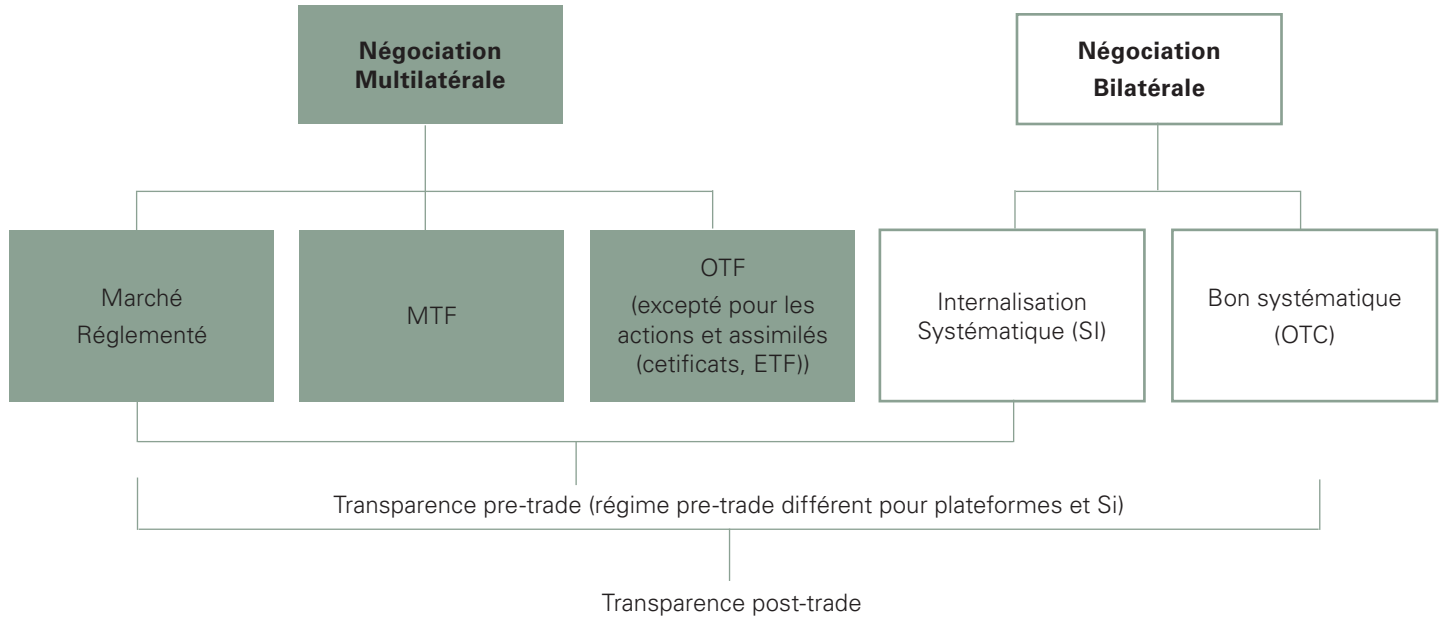 Négociation
Multilatérale
Négociation
Bilatérale
Marché
Réglementé
MTF
OTF
(excepté pour les
actions et assimilés
(cetificats, ETF))
Internalisation
Systématique (SI)
Bon systématique
(OTC)
Transparence pre-trade (régime pre-trade différent pour plateformes et Si)
Transparence post-trade